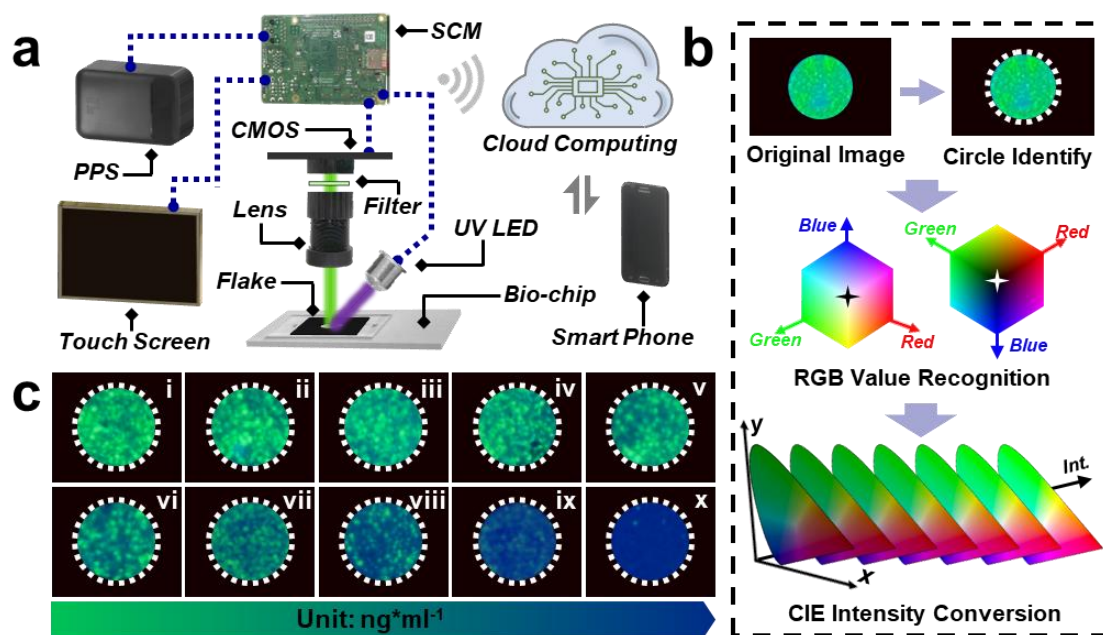 a
SCM
PPS
CMOS
Cloud Computing
Lens
Filter
UV LED
Flake
Bio-chip
Touch Screen
Smart Phone
b
Original Image
Circle Identify
Blue
Green
Red
Green
Red
Blue
RGB Value Recognition
y
Int.
x
CIE Intensity Conversion
c
i
ii
iii
iv
v
vi
vii
viii
ix
x
Unit: ng*ml-1